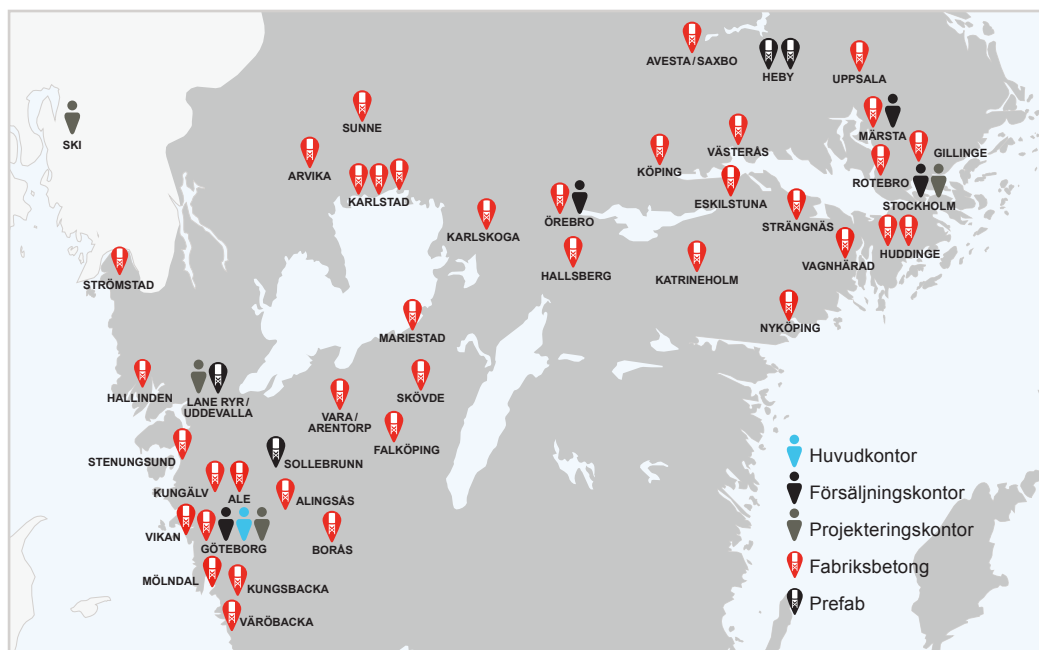 AVESTA / SAXBO
HEBY
UPPSALA
SKI
SUNNE
MÄRSTA
GILLINGE
ARVIKA
KÖPING
VÄSTERÅS
ROTEBRO
KARLSTAD
ESKILSTUNA
STOCKHOLM
KARLSKOGA
ÖREBRO
STRÄNGNÄS
HALLSBERG
KATRINEHOLM
VAGNHÄRAD
HUDDINGE
STRÖMSTAD
NYKÖPING
MARIESTAD
HALLINDEN
LANE RYR /
UDDEVALLA
SKÖVDE
VARA /
ARENTORP
FALKÖPING
STENUNGSUND
SOLLEBRUNN
KUNGÄLV
ALE
ALINGSÅS
VIKAN
GÖTEBORG
BORÅS
MÖLNDAL
KUNGSBACKA
VÄRÖBACKA
Huvudkontor
Försäljningskontor
Projekteringskontor
Fabriksbetong
Prefab